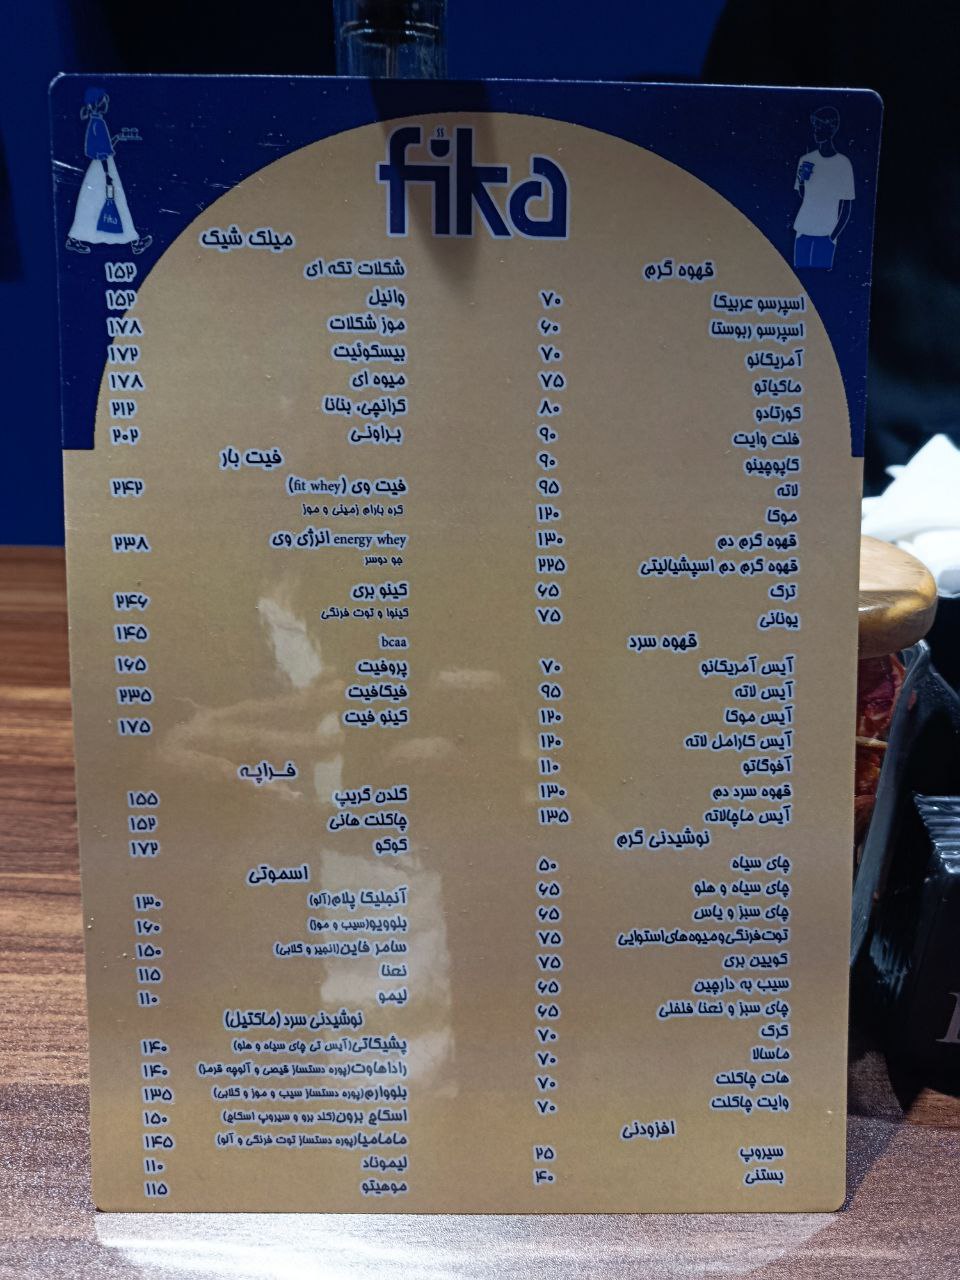 fika
قهوه گرم
اسپرسو عربیکا ۷۰
اسپرسو ربوستا ۶۰
آمریکانو ۷۰
ماکیاتو ۷۵
کورتادو ۸۰
فلت وایت ۹۰
کاپوچینو ۹۰
لاته ۹۵
موکا ۱۲۰
قهوه گرم دم ۱۳۰
قهوه گرم دم اسپشیالیتی ۲۲۵
ترک ۶۵
یونانی ۷۵
قهوه سرد
آیس آمریکانو ۷۰
آیس لاته ۹۵
آیس موکا ۱۲۰
آیس کارامل لاته ۱۲۰
آفوگاتو ۱۱۰
قهوه سرد دم ۱۳۰
آیس ماچالاته ۱۳۵
نوشیدنی گرم
چای سیاه ۵۰
چای سیاه و هلو ۶۵
چای سبز و یاس ۶۵
توت‌فرنگی‌و‌میوه‌های‌استوایی ۷۵
کویین بری ۷۵
سیب به دارچین ۶۵
چای سبز و نعنا فلفلی ۶۵
کرک ۷۰
ماسالا ۷۰
هات چاکلت ۷۰
وایت چاکلت ۷۰
افزودنی
سیروپ ۲۵
بستنی ۴۰
میلک شیک
شکلات تکه ای ۱۵۲
وانیل ۱۵۲
موز شکلات ۱۷۸
بیسکوئیت ۱۷۲
میوه ای ۱۷۸
کرانچی، بنانا ۲۱۲
براونی ۲۰۲
فیت بار
فیت وی (fit whey) ۲۴۲
کره بارام زمینی و موز
energy whey انرژی وی ۲۳۸
جو دوسر
کینو بری ۲۴۶
کینوا و توت فرنگی
bcaa ۱۴۵
پروفیت ۱۶۵
فیکافیت ۲۳۵
کینو فیت ۱۷۵
فراپه
گلدن گریپ ۱۵۵
چاکلت هانی ۱۵۲
کوکو ۱۷۲
اسموتی
آنجلیکا پلام(آلو) ۱۳۰
بلوویو(سیب و موز) ۱۶۰
سامر فاین(انجیر و گلابی) ۱۵۰
نعنا ۱۱۵
لیمو ۱۱۰
نوشیدنی سرد (ماکتیل)
پشیکاتی(آیس تی چای سیاه و هلو) ۱۴۰
راداهاوت(پوره دستساز قیصی و آلوچه قرمز) ۱۴۰
بلووارم(پوره دستساز سیب و موز و گلابی) ۱۳۵
اسکاچ برون(کلد برو و سیروپ اسکاچ) ۱۵۰
مامامیا(پوره دستساز توت فرنگی و آلو) ۱۴۵
لیموناد ۱۱۰
موهیتو ۱۱۵